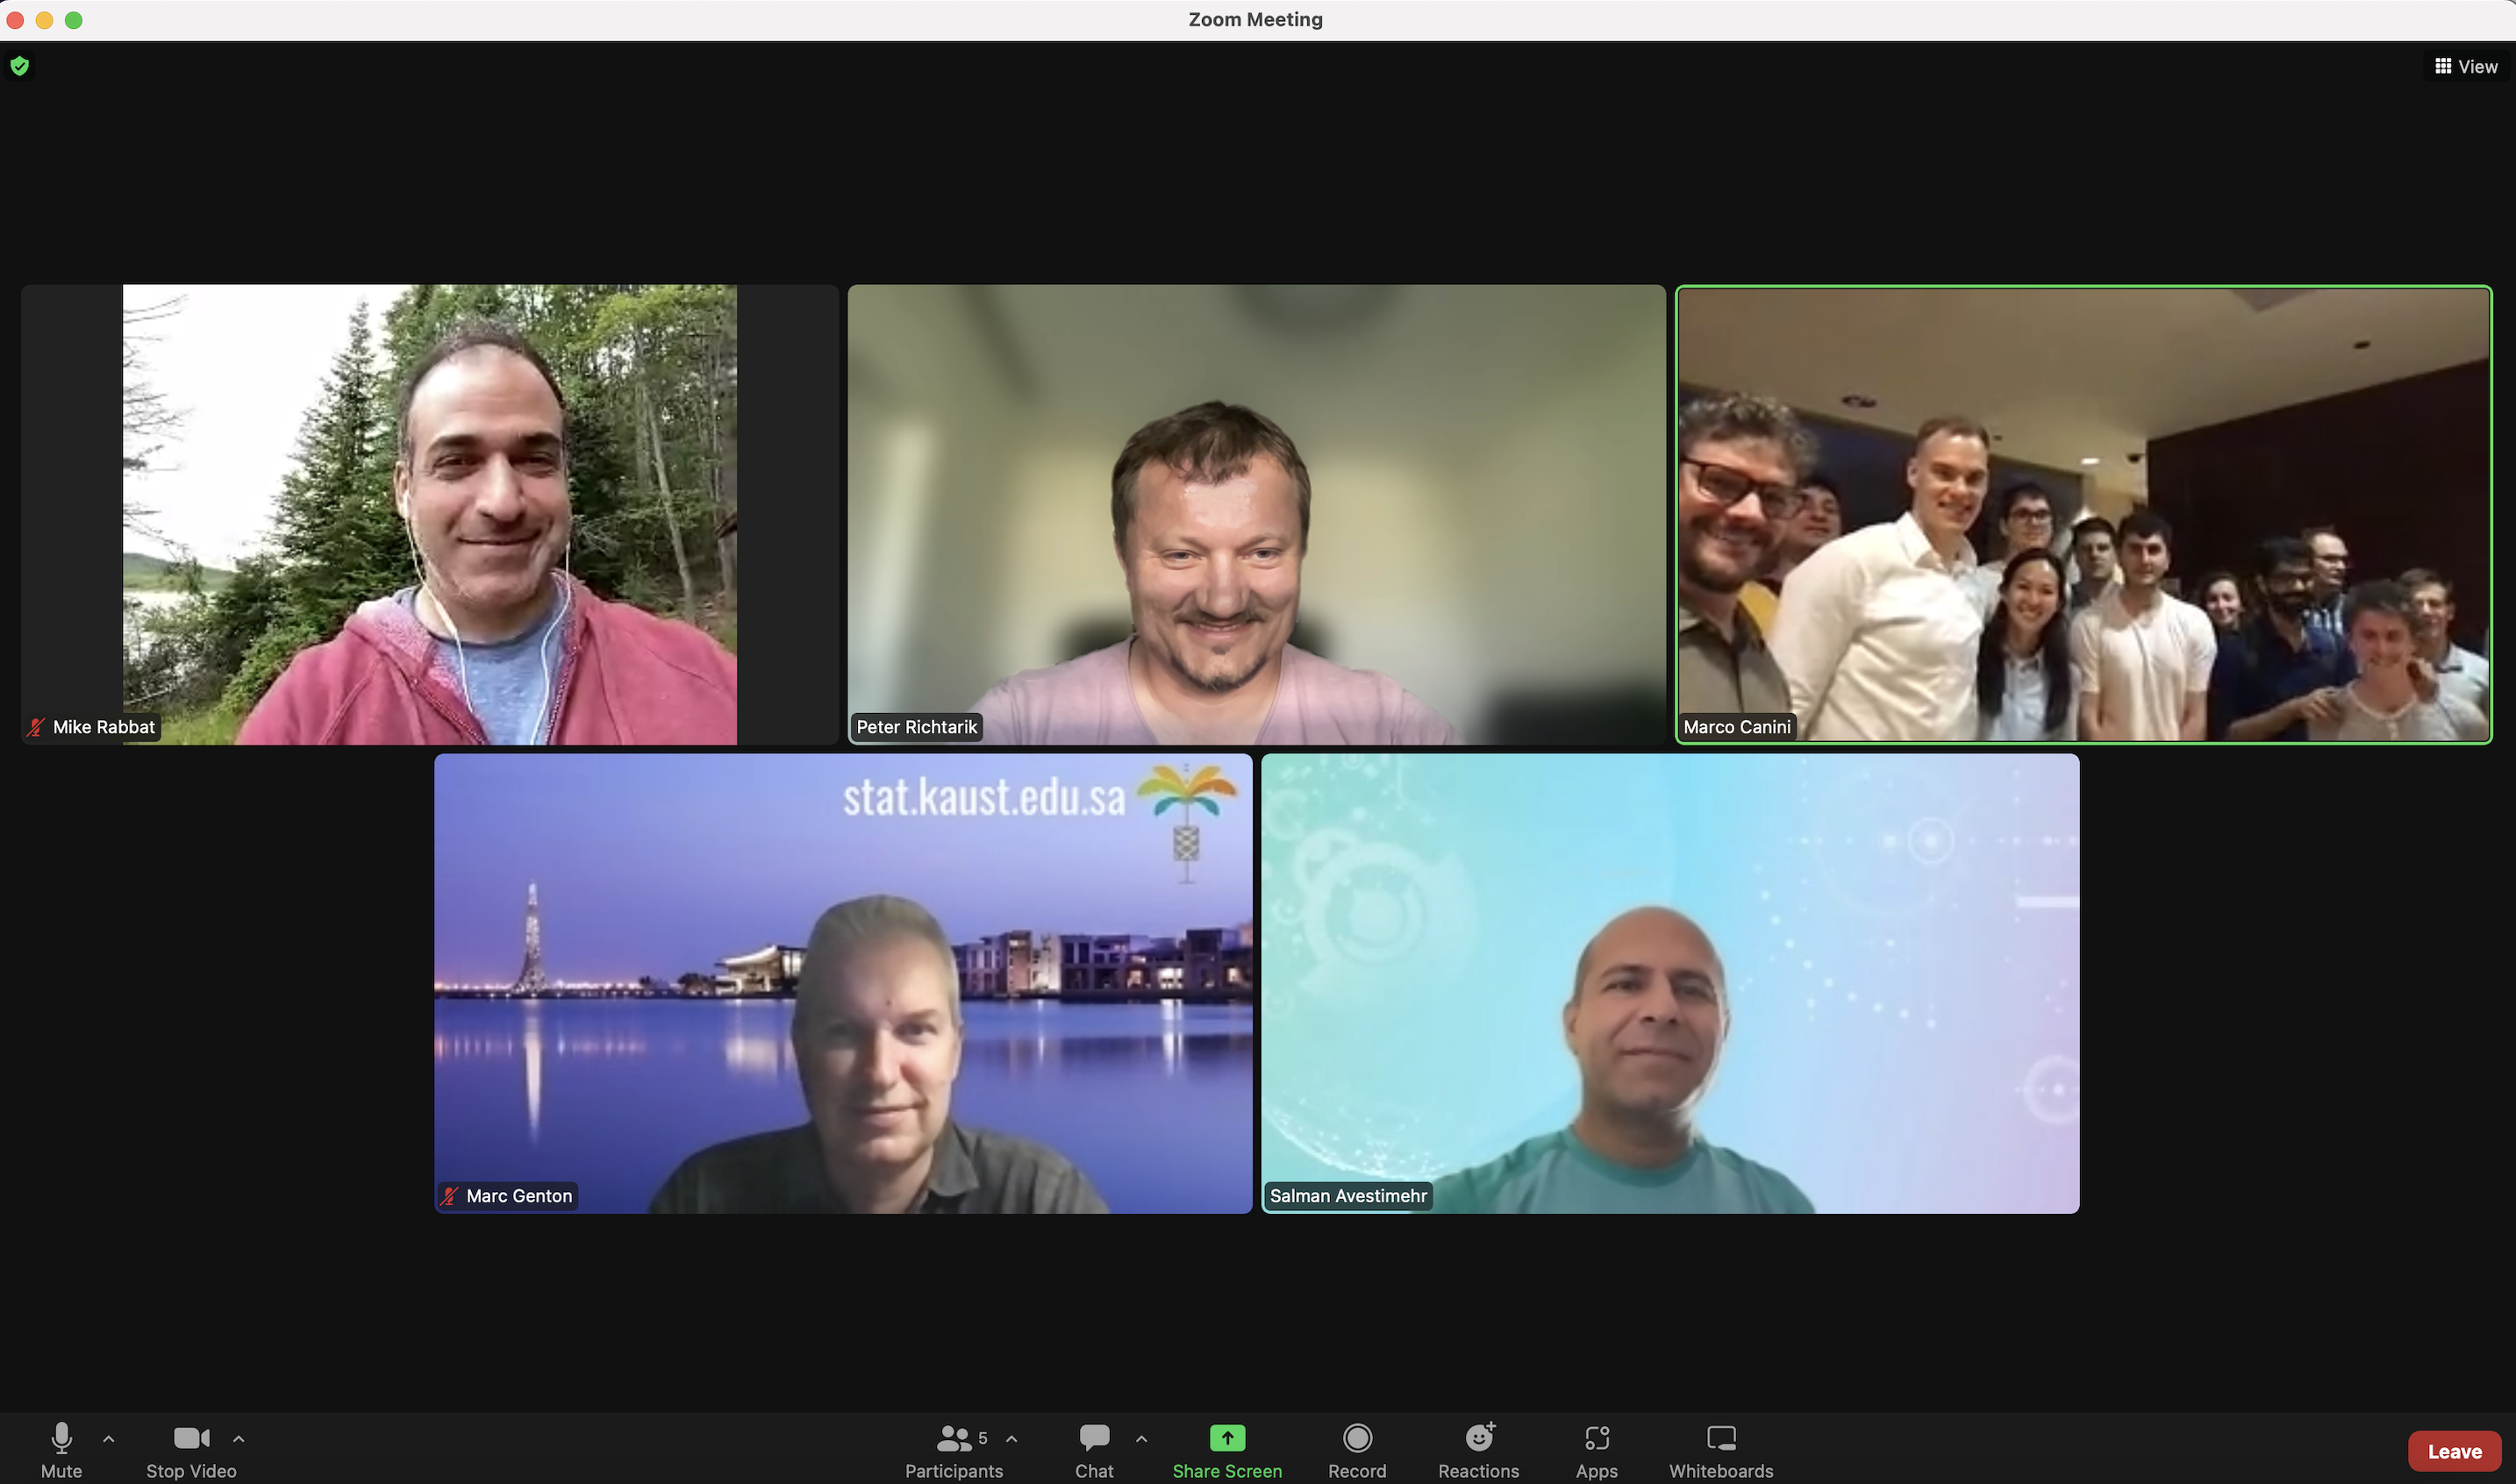 Zoom Meeting
View
Mike Rabbat
Peter Richtarik
Marco Canini
stat.kaust.edu.sa
Marc Genton
Salman Avestimehr
Mute
Stop Video
Participants
5
Chat
Share Screen
Record
Reactions
Apps
Whiteboards
Leave